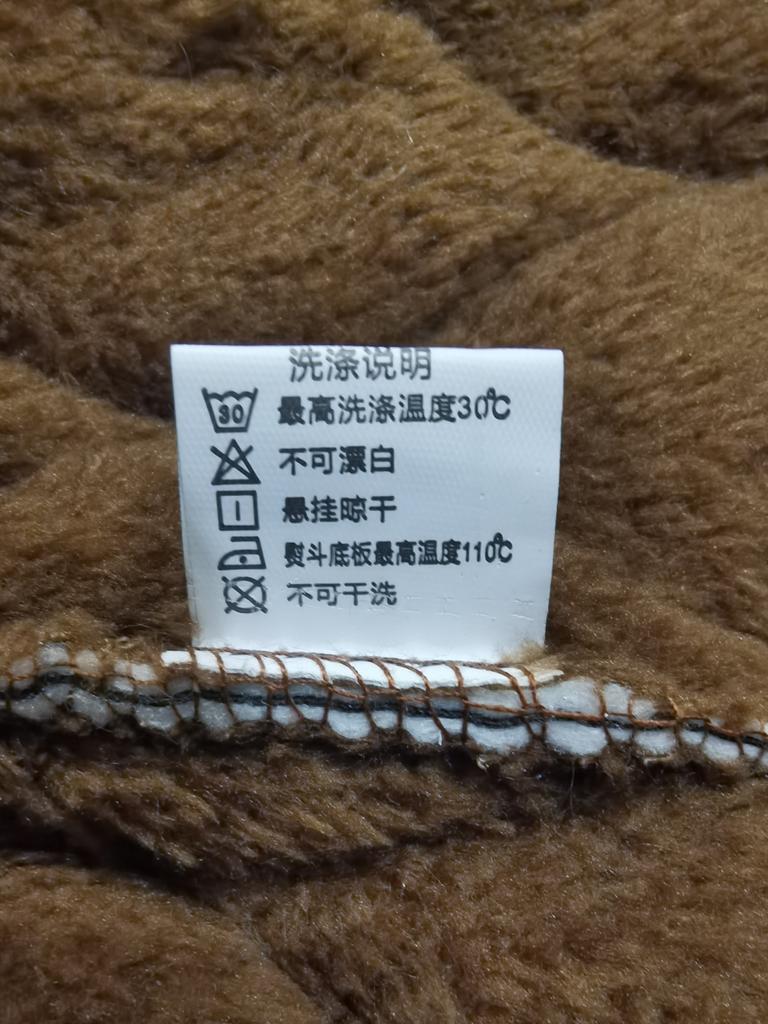 洗涤说明
30 最高洗涤温度30℃
不可漂白
悬挂晾干
熨斗底板最高温度110℃
不可干洗